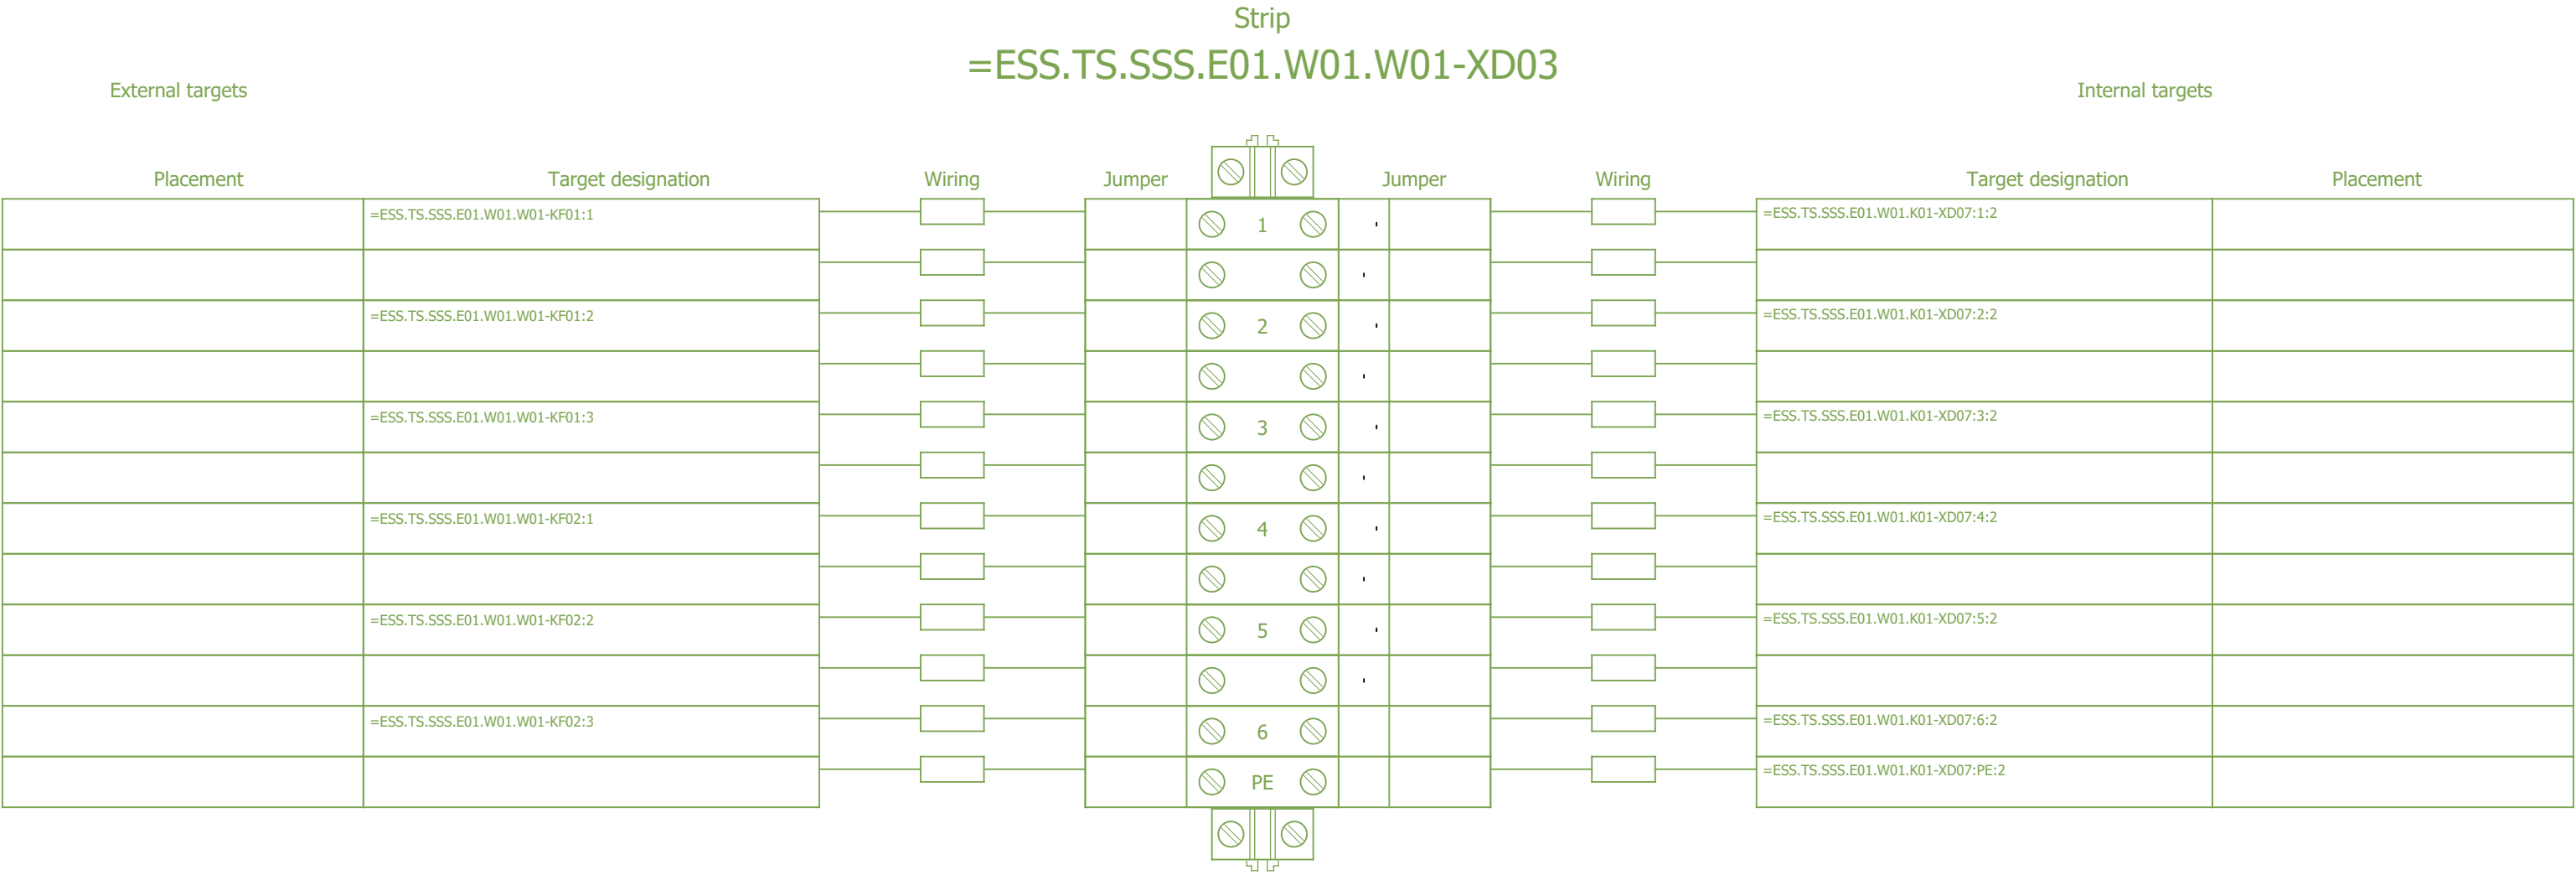 Strip
=ESS.TS.SSS.E01.W01.W01-XD03
External targets
Internal targets
Placement Target designation Wiring Jumper Jumper Wiring Target designation Placement
=ESS.TS.SSS.E01.W01.W01-KF01:1 1 =ESS.TS.SSS.E01.W01.K01-XD07:1:2
=ESS.TS.SSS.E01.W01.W01-KF01:2 2 =ESS.TS.SSS.E01.W01.K01-XD07:2:2
=ESS.TS.SSS.E01.W01.W01-KF01:3 3 =ESS.TS.SSS.E01.W01.K01-XD07:3:2
=ESS.TS.SSS.E01.W01.W01-KF02:1 4 =ESS.TS.SSS.E01.W01.K01-XD07:4:2
=ESS.TS.SSS.E01.W01.W01-KF02:2 5 =ESS.TS.SSS.E01.W01.K01-XD07:5:2
=ESS.TS.SSS.E01.W01.W01-KF02:3 6 =ESS.TS.SSS.E01.W01.K01-XD07:6:2
PE =ESS.TS.SSS.E01.W01.K01-XD07:PE:2